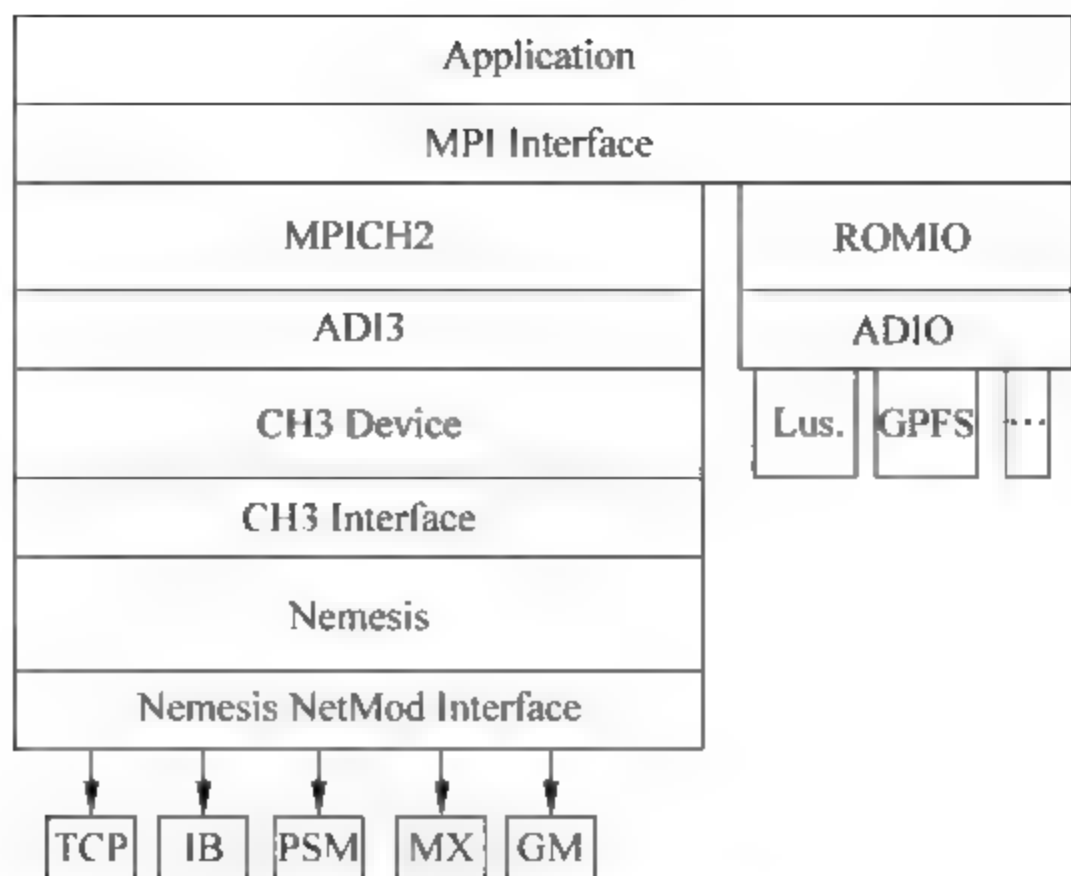 Application
MPI Interface
MPICH2
ROMIO
ADI3
ADIO
CH3 Device
Lus.
GPFS
...
CH3 Interface
Nemesis
Nemesis NetMod Interface
TCP
IB
PSM
MX
GM